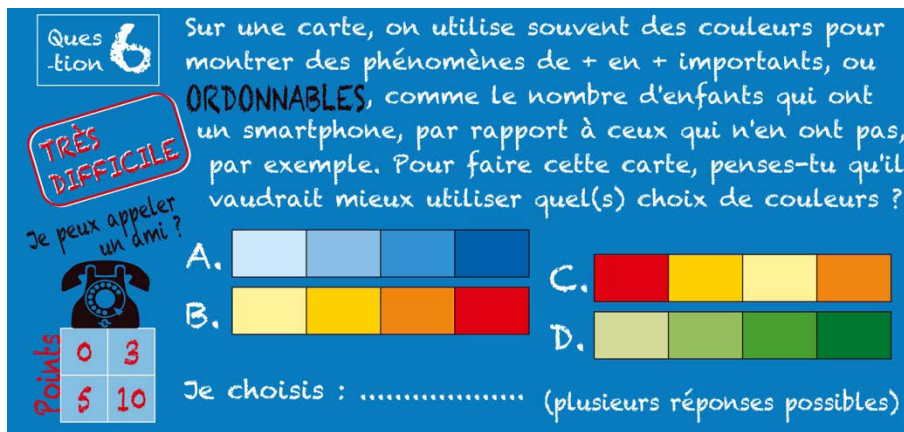 Ques
-tion 6
Sur une carte, on utilise souvent des couleurs pour
montrer des phénomènes de + en + importants, ou
ORDONNABLES, comme le nombre d'enfants qui ont
un smartphone, par rapport à ceux qui n'en ont pas,
par exemple. Pour faire cette carte, penses-tu qu'il
vaudrait mieux utiliser quel(s) choix de couleurs ?
TRÈS
DIFFICILE
Je peux appeler
un ami ?
A.
B.
C.
D.
Points
0 3
5 10
Je choisis : ................... (plusieurs réponses possibles)